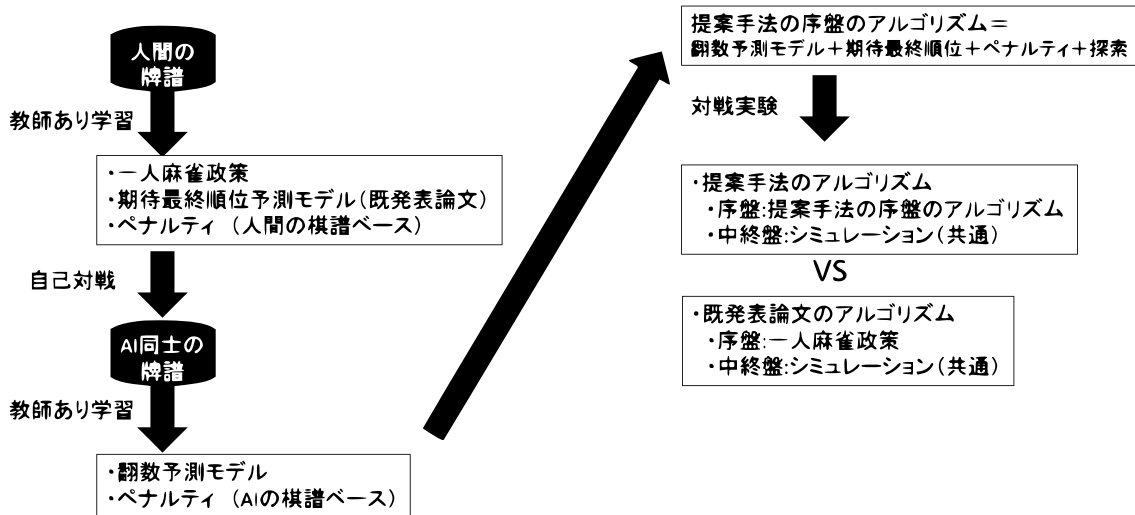 人間の
牌譜
教師あり学習
・一人麻雀政策
・期待最終順位予測モデル(既発表論文)
・ペナルティ (人間の棋譜ベース)
自己対戦
AI同士の
牌譜
教師あり学習
・翻数予測モデル
・ペナルティ (AIの棋譜ベース)
提案手法の序盤のアルゴリズム=
翻数予測モデル+期待最終順位+ペナルティ+探索
対戦実験
・提案手法のアルゴリズム
・序盤:提案手法の序盤のアルゴリズム
・中終盤:シミュレーション(共通)
VS
・既発表論文のアルゴリズム
・序盤:一人麻雀政策
・中終盤:シミュレーション(共通)